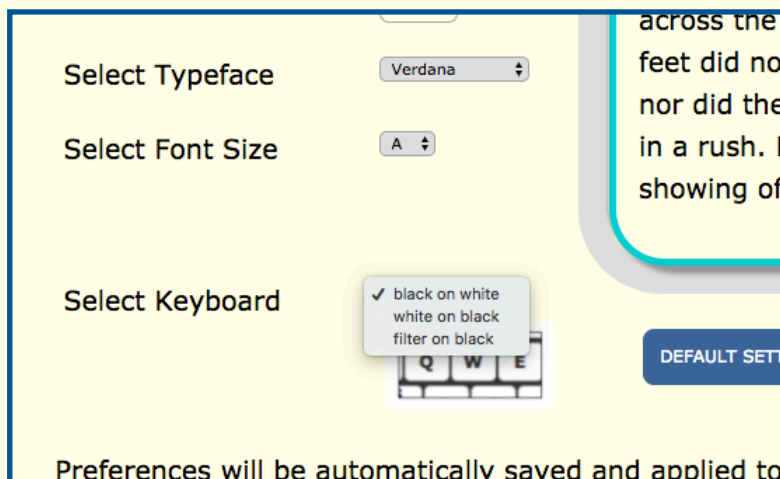 across the
Select Typeface
Verdana
feet did no
nor did the
Select Font Size
A
in a rush.
showing of
Select Keyboard
✓ black on white
white on black
filter on black
Q W E
DEFAULT SETT
Preferences will be automatically saved and applied to